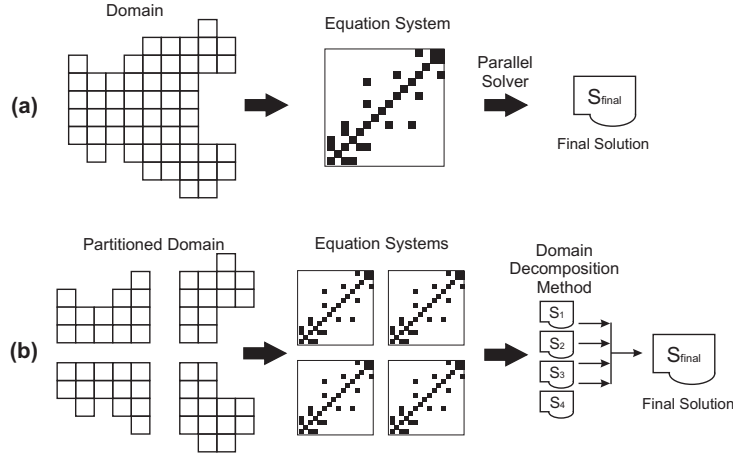 Domain
Equation System
(a)
Parallel
Solver
Sfinal
Final Solution
Partitioned Domain
Equation Systems
Domain
Decomposition
Method
(b)
S1
S2
S3
S4
Sfinal
Final Solution